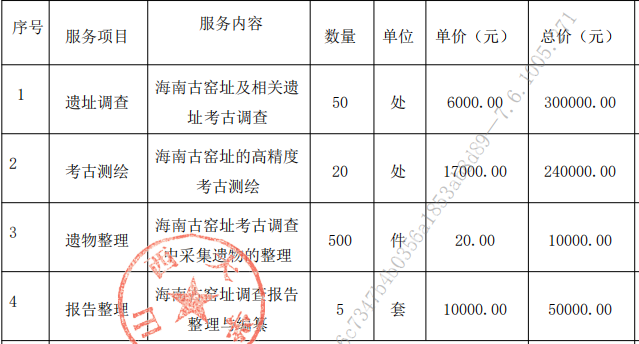 序号 服务项目 服务内容 数量 单位 单价（元） 总价（元）
1 遗址调查 海南古窑址及相关遗
址考古调查 50 处 6000.00 300000.00
2 考古测绘 海南古窑址的高精度
考古测绘 20 处 17000.00 240000.00
3 遗物整理 海南古窑址考古调查
中采集遗物的整理 500 件 20.00 10000.00
4 报告整理 海南古窑址调查报告
整理与编纂 5 套 10000.00 50000.00